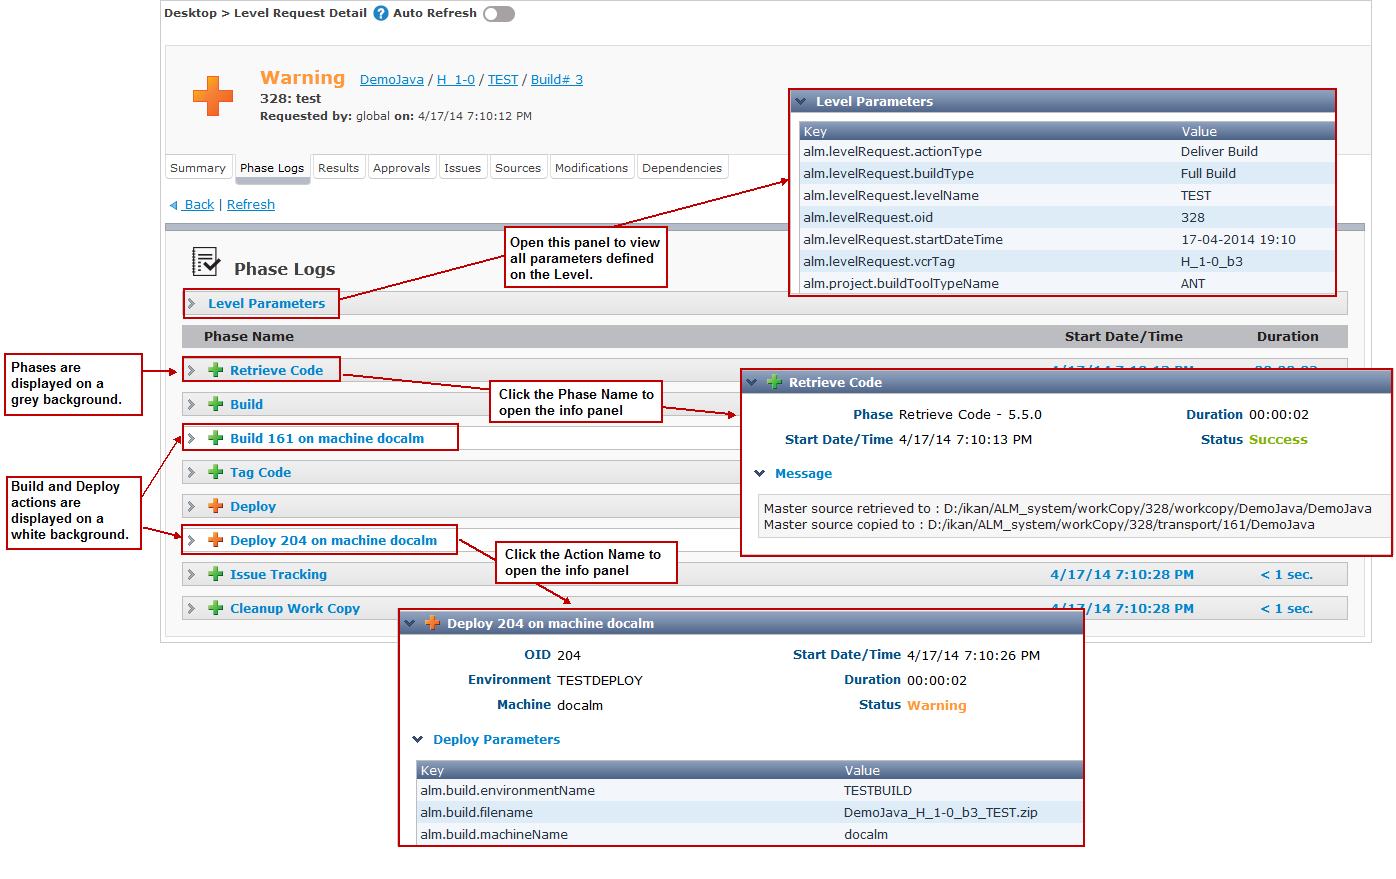 Desktop > Level Request Detail ? Auto Refresh
Warning DemoJava / H_1-0 / TEST / Build# 3
328: test
Requested by: global on: 4/17/14 7:10:12 PM
Summary Phase Logs Results Approvals Issues Sources Modifications Dependencies
Back | Refresh
Phase Logs
Level Parameters
Phase Name Start Date/Time Duration
Retrieve Code
Build
Build 161 on machine docalm
Tag Code
Deploy
Deploy 204 on machine docalm
Issue Tracking 4/17/14 7:10:28 PM < 1 sec.
Cleanup Work Copy 4/17/14 7:10:28 PM < 1 sec.
Open this panel to view
all parameters defined
on the Level.
Level Parameters
Key Value
alm.levelRequest.actionType Deliver Build
alm.levelRequest.buildType Full Build
alm.levelRequest.levelName TEST
alm.levelRequest.oid 328
alm.levelRequest.startDateTime 17-04-2014 19:10
alm.levelRequest.vcrTag H_1-0_b3
alm.project.buildToolTypeName ANT
Phases are
displayed on a
grey background.
Build and Deploy
actions are
displayed on a
white background.
Click the Phase Name to
open the info panel
Retrieve Code
Phase Retrieve Code - 5.5.0 Duration 00:00:02
Start Date/Time 4/17/14 7:10:13 PM Status Success
Message
Master source retrieved to : D:/ikan/ALM_system/workCopy/328/workcopy/DemoJava/DemoJava
Master source copied to : D:/ikan/ALM_system/workCopy/328/transport/161/DemoJava
Click the Action Name to
open the info panel
Deploy 204 on machine docalm
OID 204 Start Date/Time 4/17/14 7:10:26 PM
Environment TESTDEPLOY Duration 00:00:02
Machine docalm Status Warning
Deploy Parameters
Key Value
alm.build.environmentName TESTBUILD
alm.build.filename DemoJava_H_1-0_b3_TEST.zip
alm.build.machineName docalm